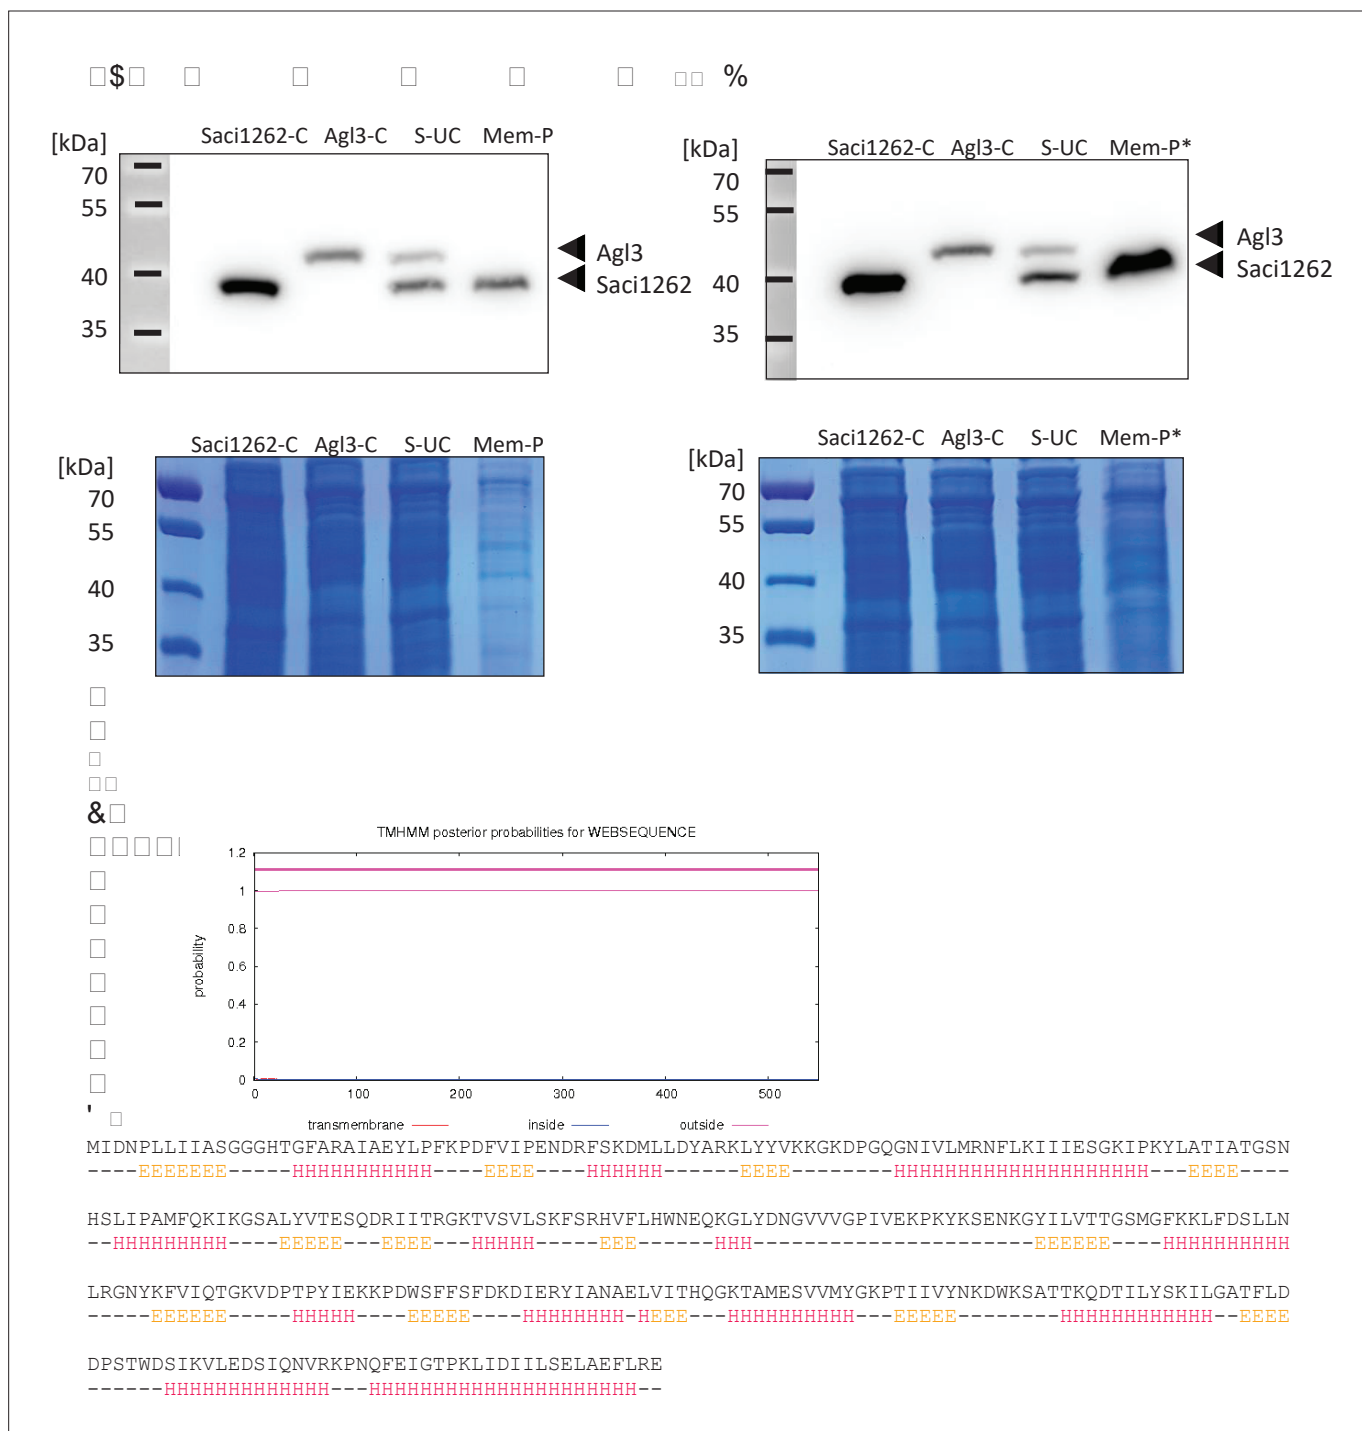 $ %
Saci1262-C Agl3-C S-UC Mem-P
[kDa]
70
55
40
35
Agl3
Saci1262
Saci1262-C Agl3-C S-UC Mem-P*
[kDa]
70
55
40
35
Agl3
Saci1262
Saci1262-C Agl3-C S-UC Mem-P
[kDa]
70
55
40
35
Saci1262-C Agl3-C S-UC Mem-P*
[kDa]
70
55
40
35
&
TMHMM posterior probabilities for WEBSEQUENCE
probability
1.2
1
0.8
0.6
0.4
0.2
0
0 100 200 300 400 500
transmembrane inside outside
'
MIDNPLLIIASGGGHTGFARAIAEYLPFKPDFVIPENDRFSKDMLLDYARKLYYVKKGKDPGQGNIVLMRNFLKIIIESGKIPKYLATIATGSN
----EEEEEEE-----HHHHHHHHHHH----EEEE----HHHHHH------EEEE--------HHHHHHHHHHHHHHHHHHHH---EEEE----
HSLIPAMFQKIKGSALYVTESQDRIITRGKTVSVLSKFSRHVFLHWNEQKGLYDNGVVVGPIVEKPKYKSENKGYILVTTGSMGFKKLFDSLLN
--HHHHHHHHH----EEEEE---EEEE---HHHHH-----EEE------HHH----------------------EEEEEE----HHHHHHHHHH
LRGNYKFVIQTGKVDPTPYIEKKPDWSFFSFDKDIERYIANAELVITHQGKTAMESVVMYGKPTIIVYNKDWKSATTKQDTILYSKILGATFLD
-----EEEEEE-----HHHHH----EEEEE----HHHHHHHH-HEEE---HHHHHHHHHH---EEEEE--------HHHHHHHHHHHH--EEEE
DPSTWDSIKVLEDSIQNVRKPNQFEIGTPKLIDIILSELAEFLRE
------HHHHHHHHHHHHH---HHHHHHHHHHHHHHHHHHHHH--